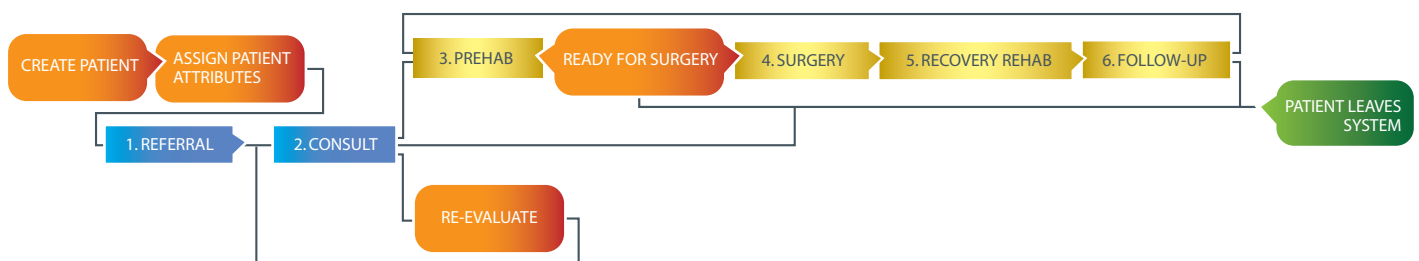 CREATE PATIENT
ASSIGN PATIENT
ATTRIBUTES
3. PREHAB
READY FOR SURGERY
4. SURGERY
5. RECOVERY REHAB
6. FOLLOW-UP
PATIENT LEAVES
SYSTEM
1. REFERRAL
2. CONSULT
RE-EVALUATE